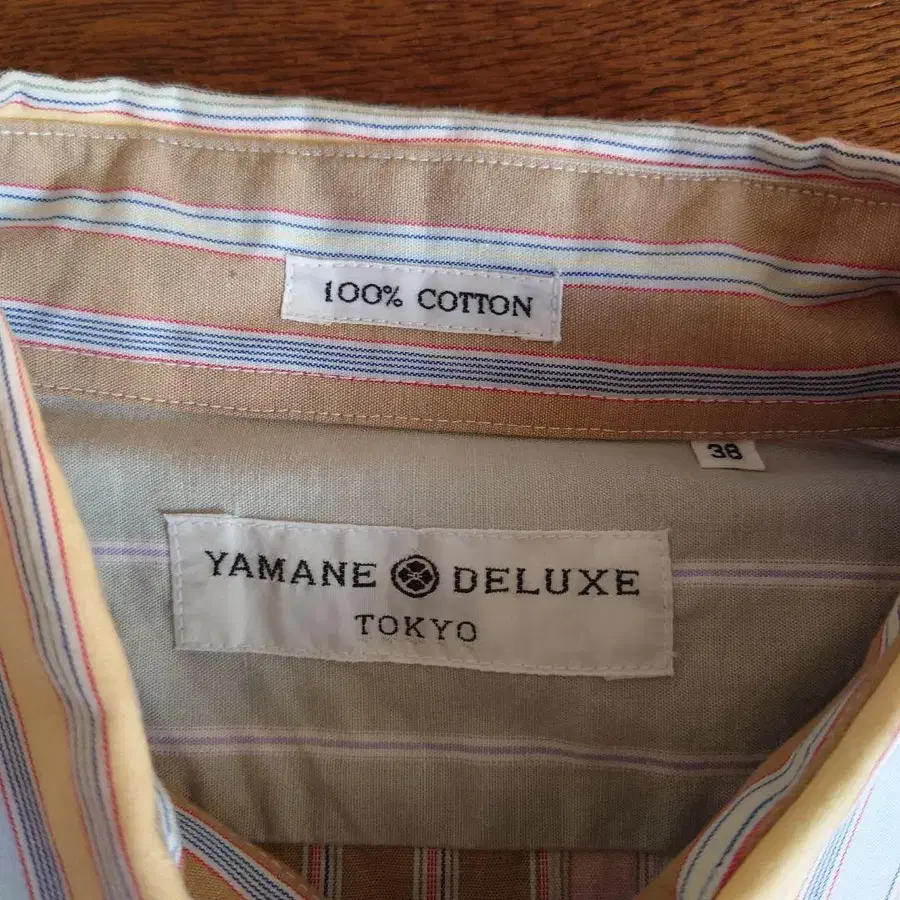 100% COTTON
38
YAMANE DELUXE
TOKYO